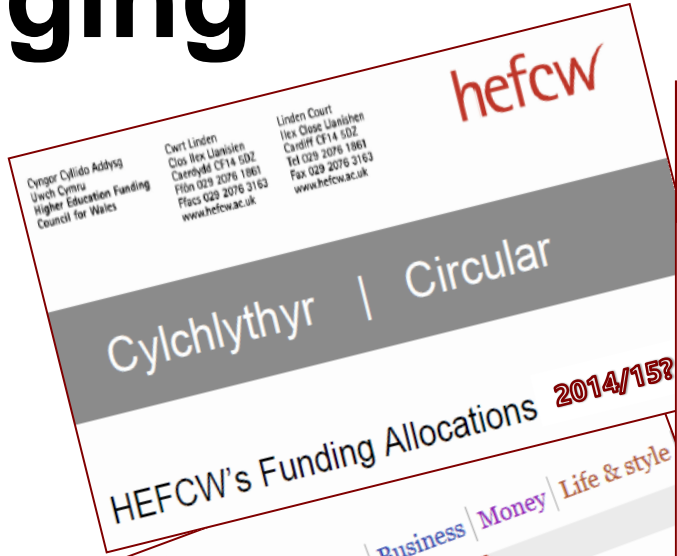 ging
hefcw
Cyngor Cyllido Addysg
Uwch Cymru
Higher Education Funding
Council for Wales
Cwrt Linden
Clos Ilex Llanisien
Caerdydd CF14 5DZ
Ffôn 029 2076 1861
Ffacs 029 2076 3163
www.hefcw.ac.uk
Linden Court
Ilex Close Llanishen
Cardiff CF14 5DZ
Tel 029 2076 1861
Fax 029 2076 3163
www.hefcw.ac.uk
Cylchlythyr | Circular
HEFCW's Funding Allocations 2014/15?
Business | Money | Life & style